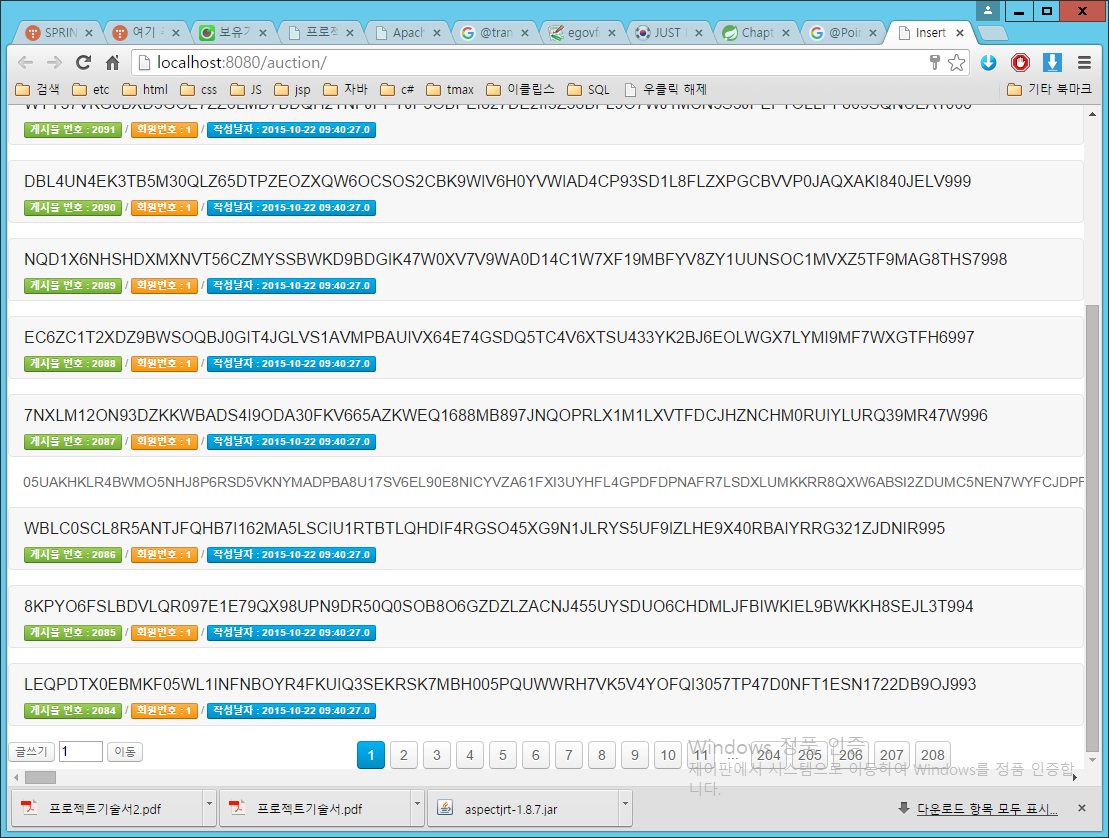 SPRIN
여기
보유기
프로젝
Apach
@tran
egovfr
JUST
Chapt
@Poin
Insert
localhost:8080/auction/
검색 etc html css JS jsp 자바 c# tmax 이클립스 SQL 우클릭 해제 기타 북마크
게시물 번호 : 2091 / 회원번호 : 1 / 작성날자 : 2015-10-22 09:40:27.0
DBL4UN4EK3TB5M30QLZ65DTPZEOZXQW6OCSOS2CBK9WIV6H0YVWIAD4CP93SD1L8FLZXPGCBVVP0JAQXAKI840JELV999
게시물 번호 : 2090 / 회원번호 : 1 / 작성날자 : 2015-10-22 09:40:27.0
NQD1X6NHSHDXMXNVT56CZMYSSBWKD9BDGIK47W0XV7V9WA0D14C1W7XF19MBFYV8ZY1UUNSOC1MVXZ5TF9MAG8THS7998
게시물 번호 : 2089 / 회원번호 : 1 / 작성날자 : 2015-10-22 09:40:27.0
EC6ZC1T2XDZ9BWSOQBJ0GIT4JGLVS1AVMPBAUIVX64E74GSDQ5TC4V6XTSU433YK2BJ6EOLWGX7LYMI9MF7WXGTFH6997
게시물 번호 : 2088 / 회원번호 : 1 / 작성날자 : 2015-10-22 09:40:27.0
7NXLM12ON93DZKKWBADS4I9ODA30FKV665AZKWEQ1688MB897JNQOPRLX1M1LXVTFDCJHZNCHM0RUIYLURQ39MR47W996
게시물 번호 : 2087 / 회원번호 : 1 / 작성날자 : 2015-10-22 09:40:27.0
05UAKHKLR4BWMO5NHJ8P6RSD5VKNYMADPBA8U17SV6EL90E8NICYVZA61FXI3UYHFL4GPDFDPNAFR7LSDXLUMKKRR8QXW6ABSI2ZDUMC5NEN7WYFCJDPF
WBLC0SCL8R5ANTJFQHB7I162MA5LSCIU1RTBTLQHDIF4RGSO45XG9N1JLRYS5UF9IZLHE9X40RBAIYRRG321ZJDNIR995
게시물 번호 : 2086 / 회원번호 : 1 / 작성날자 : 2015-10-22 09:40:27.0
8KPYO6FSLBDVLQR097E1E79QX98UPN9DR50Q0SOB8O6GZDZLZACNJ455UYSDUO6CHDMLJFBIWKIEL9BWKKH8SEJL3T994
게시물 번호 : 2085 / 회원번호 : 1 / 작성날자 : 2015-10-22 09:40:27.0
LEQPDTX0EBMKF05WL1INFNBOYR4FKUIQ3SEKRSK7MBH005PQUWWRH7VK5V4YOFQI3057TP47D0NFT1ESN1722DB9OJ993
게시물 번호 : 2084 / 회원번호 : 1 / 작성날자 : 2015-10-22 09:40:27.0
글쓰기 1 이동 1 2 3 4 5 6 7 8 9 10 11 ... 204 205 206 207 208
Windows 정품 인증
제어판에서 시스템으로 이동하여 Windows를 정품 인증합
니다.
프로젝트기술서2.pdf 프로젝트기술서.pdf aspectjrt-1.8.7.jar 다운로드 항목 모두 표시...